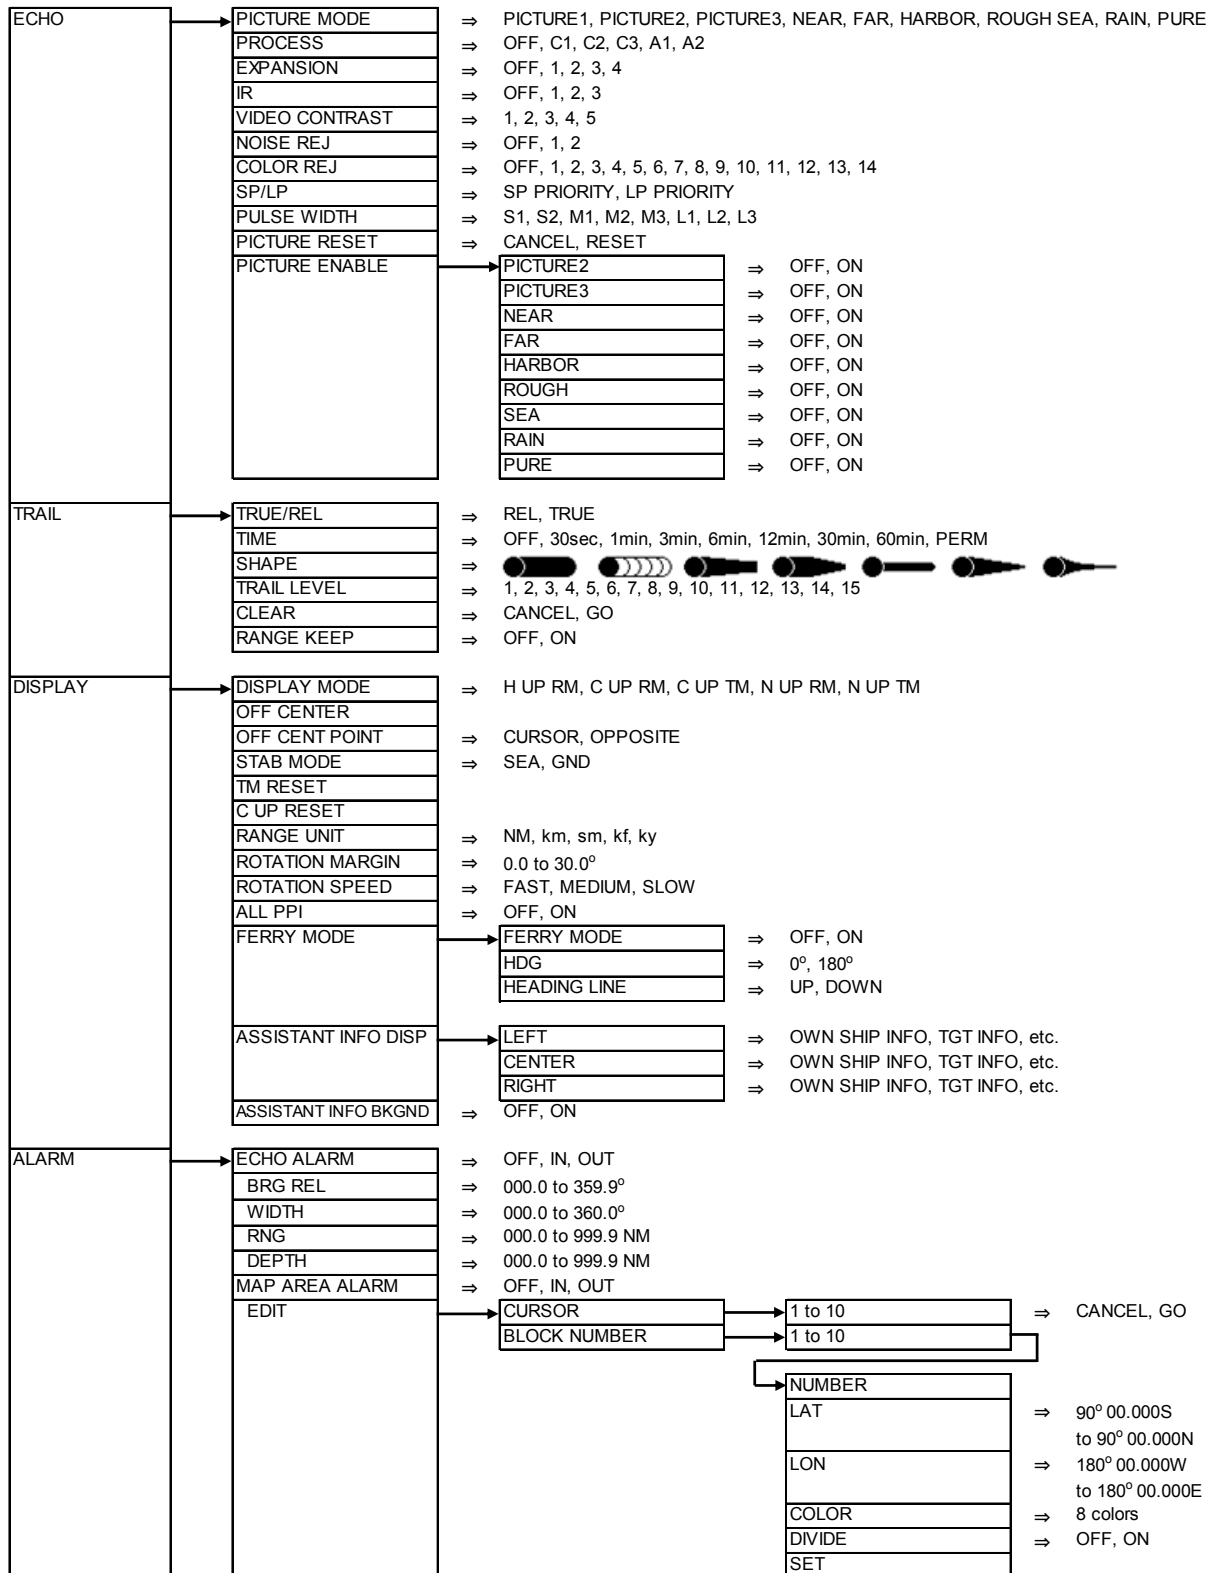 ECHO PICTURE MODE ⇒ PICTURE1, PICTURE2, PICTURE3, NEAR, FAR, HARBOR, ROUGH SEA, RAIN, PURE
PROCESS ⇒ OFF, C1, C2, C3, A1, A2
EXPANSION ⇒ OFF, 1, 2, 3, 4
IR ⇒ OFF, 1, 2, 3
VIDEO CONTRAST ⇒ 1, 2, 3, 4, 5
NOISE REJ ⇒ OFF, 1, 2
COLOR REJ ⇒ OFF, 1, 2, 3, 4, 5, 6, 7, 8, 9, 10, 11, 12, 13, 14
SP/LP ⇒ SP PRIORITY, LP PRIORITY
PULSE WIDTH ⇒ S1, S2, M1, M2, M3, L1, L2, L3
PICTURE RESET ⇒ CANCEL, RESET
PICTURE ENABLE PICTURE2 ⇒ OFF, ON
PICTURE3 ⇒ OFF, ON
NEAR ⇒ OFF, ON
FAR ⇒ OFF, ON
HARBOR ⇒ OFF, ON
ROUGH ⇒ OFF, ON
SEA ⇒ OFF, ON
RAIN ⇒ OFF, ON
PURE ⇒ OFF, ON
TRAIL TRUE/REL ⇒ REL, TRUE
TIME ⇒ OFF, 30sec, 1min, 3min, 6min, 12min, 30min, 60min, PERM
SHAPE ⇒
TRAIL LEVEL ⇒ 1, 2, 3, 4, 5, 6, 7, 8, 9, 10, 11, 12, 13, 14, 15
CLEAR ⇒ CANCEL, GO
RANGE KEEP ⇒ OFF, ON
DISPLAY DISPLAY MODE ⇒ H UP RM, C UP RM, C UP TM, N UP RM, N UP TM
OFF CENTER
OFF CENT POINT ⇒ CURSOR, OPPOSITE
STAB MODE ⇒ SEA, GND
TM RESET
C UP RESET
RANGE UNIT ⇒ NM, km, sm, kf, ky
ROTATION MARGIN ⇒ 0.0 to 30.0°
ROTATION SPEED ⇒ FAST, MEDIUM, SLOW
ALL PPI ⇒ OFF, ON
FERRY MODE FERRY MODE ⇒ OFF, ON
HDG ⇒ 0°, 180°
HEADING LINE ⇒ UP, DOWN
ASSISTANT INFO DISP LEFT ⇒ OWN SHIP INFO, TGT INFO, etc.
CENTER ⇒ OWN SHIP INFO, TGT INFO, etc.
RIGHT ⇒ OWN SHIP INFO, TGT INFO, etc.
ASSISTANT INFO BKGND ⇒ OFF, ON
ALARM ECHO ALARM ⇒ OFF, IN, OUT
BRG REL ⇒ 000.0 to 359.9°
WIDTH ⇒ 000.0 to 360.0°
RNG ⇒ 000.0 to 999.9 NM
DEPTH ⇒ 000.0 to 999.9 NM
MAP AREA ALARM ⇒ OFF, IN, OUT
EDIT CURSOR 1 to 10 ⇒ CANCEL, GO
BLOCK NUMBER 1 to 10
NUMBER
LAT ⇒ 90° 00.000S
to 90° 00.000N
LON ⇒ 180° 00.000W
to 180° 00.000E
COLOR ⇒ 8 colors
DIVIDE ⇒ OFF, ON
SET